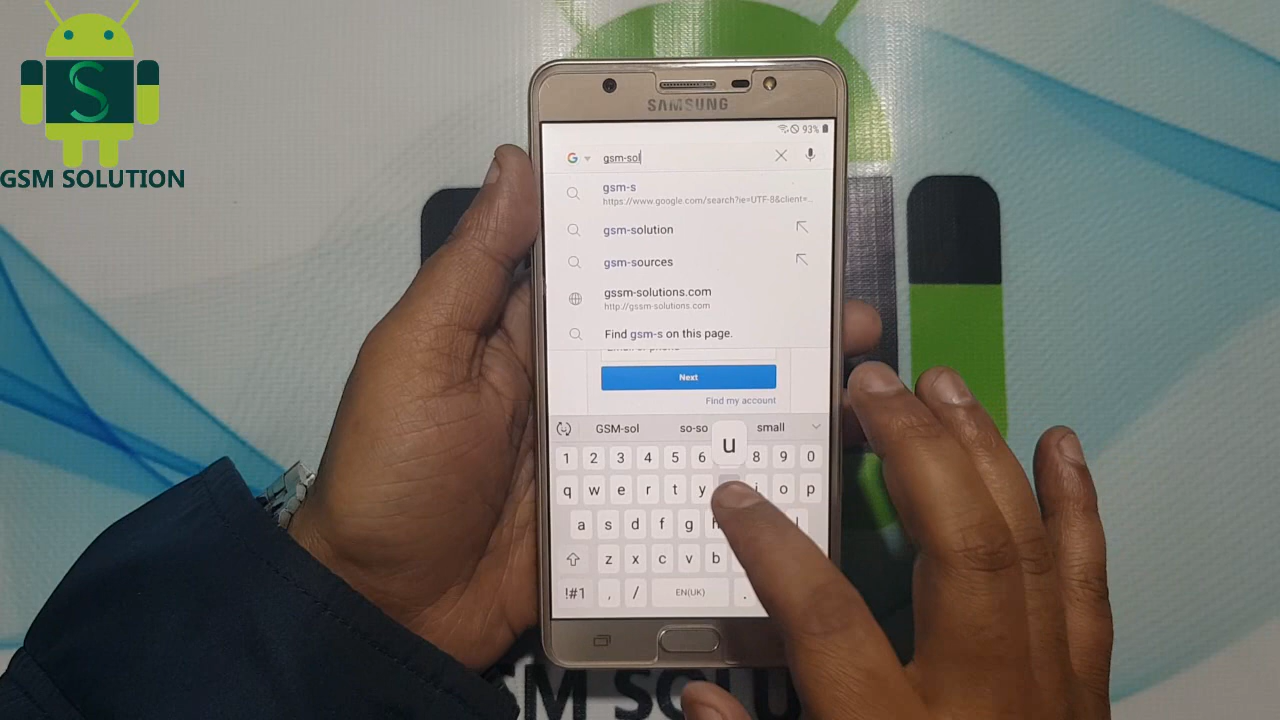 S
GSM SOLUTION
SAMSUNG
93%
G gsm-sol
gsm-s
https://www.google.com/search?ie=UTF-8&client=...
gsm-solution
gsm-sources
gssm-solutions.com
http://gssm-solutions.com
Find gsm-s on this page.
Next
Find my account
GSM-sol so-so small
u
1 2 3 4 5 6 8 9 0
q w e r t y i o p
a s d f g h l
z x c v b
!#1 , / EN(UK) .
SM SOLU